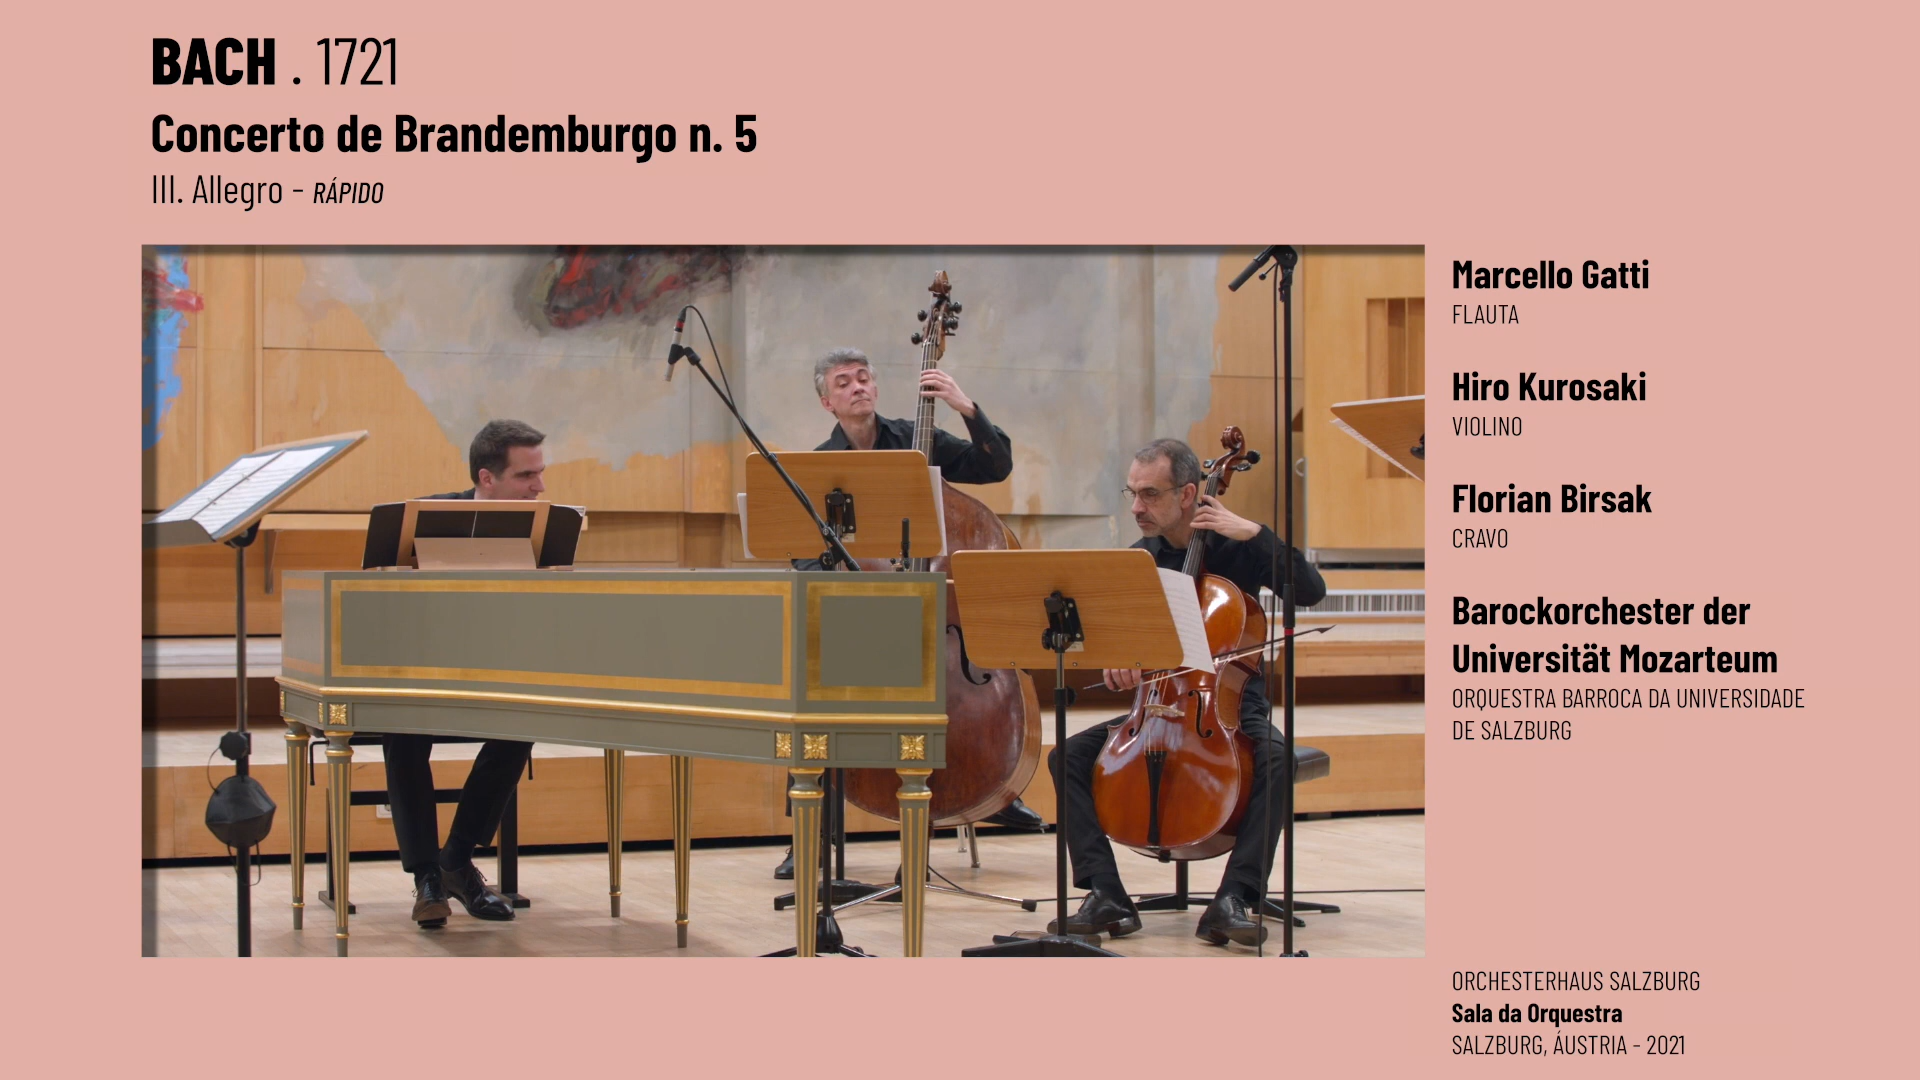 BACH . 1721
Concerto de Brandemburgo n. 5
III. Allegro - RÁPIDO
Marcello Gatti
FLAUTA
Hiro Kurosaki
VIOLINO
Florian Birsak
CRAVO
Barockorchester der
Universität Mozarteum
ORQUESTRA BARROCA DA UNIVERSIDADE
DE SALZBURG
ORCHESTERHAUS SALZBURG
Sala da Orquestra
SALZBURG, ÁUSTRIA - 2021